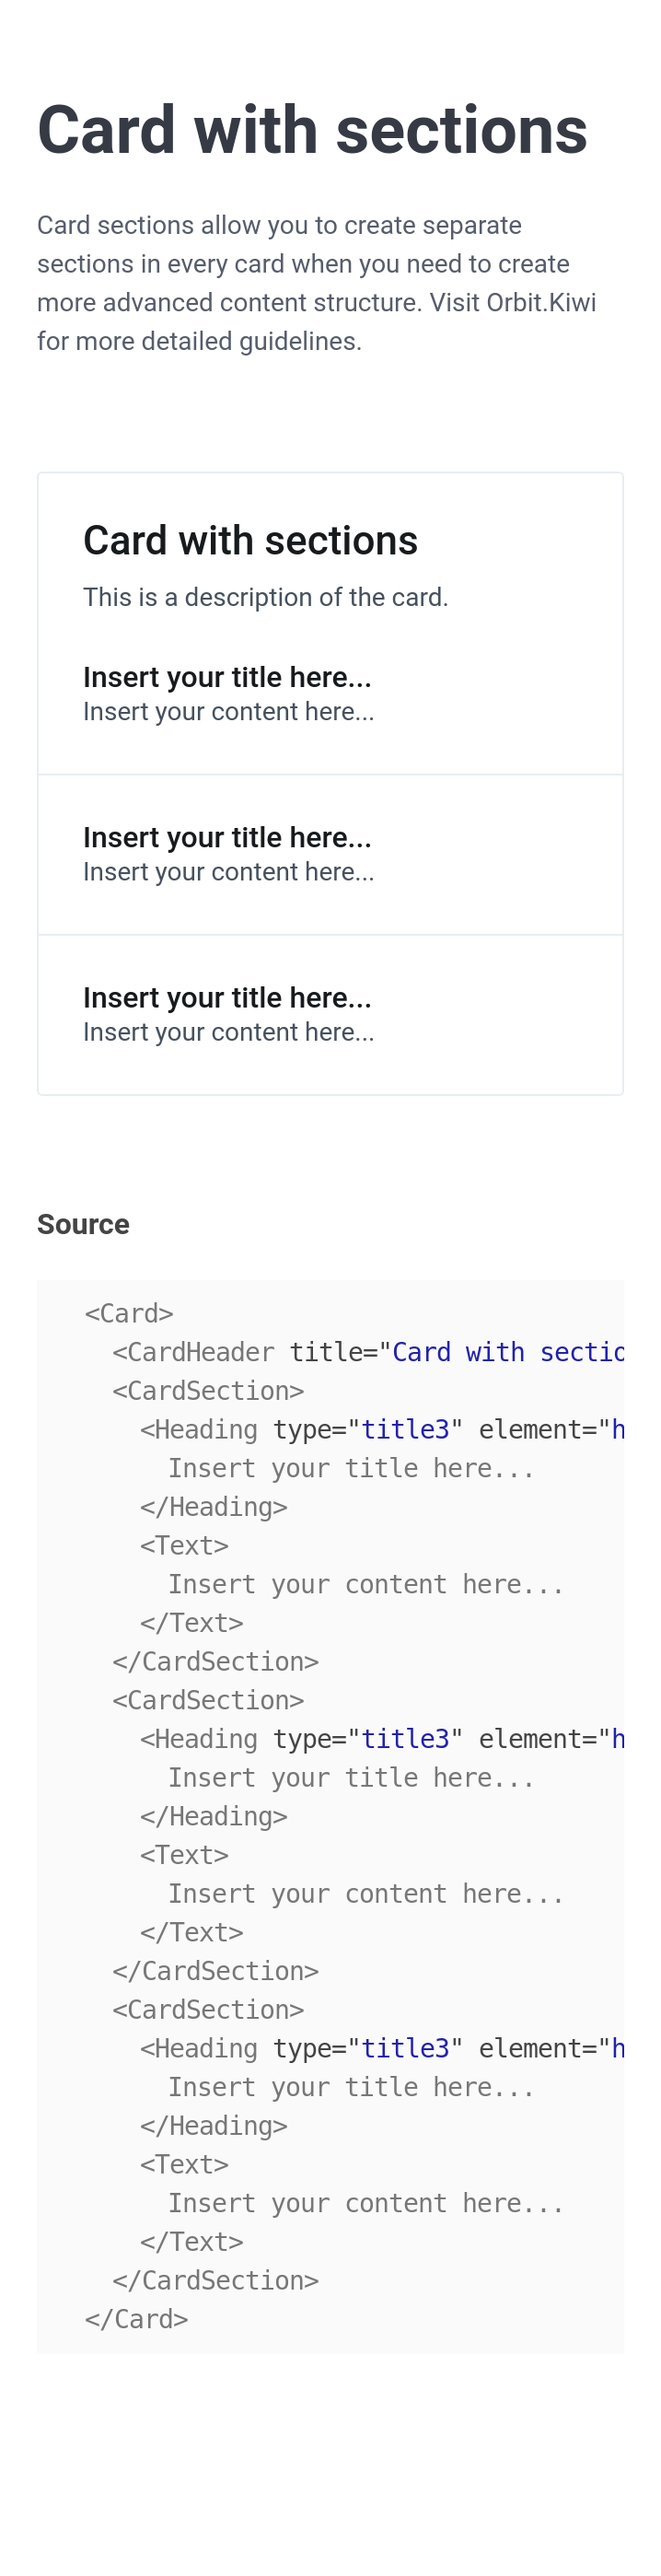 Card with sections
Card sections allow you to create separate
sections in every card when you need to create
more advanced content structure. Visit Orbit.Kiwi
for more detailed guidelines.
Card with sections
This is a description of the card.
Insert your title here...
Insert your content here...
Insert your title here...
Insert your content here...
Insert your title here...
Insert your content here...
Source
<Card>
<CardHeader title="Card with sectio
<CardSection>
<Heading type="title3" element="h
Insert your title here...
</Heading>
<Text>
Insert your content here...
</Text>
</CardSection>
<CardSection>
<Heading type="title3" element="h
Insert your title here...
</Heading>
<Text>
Insert your content here...
</Text>
</CardSection>
<CardSection>
<Heading type="title3" element="h
Insert your title here...
</Heading>
<Text>
Insert your content here...
</Text>
</CardSection>
</Card>